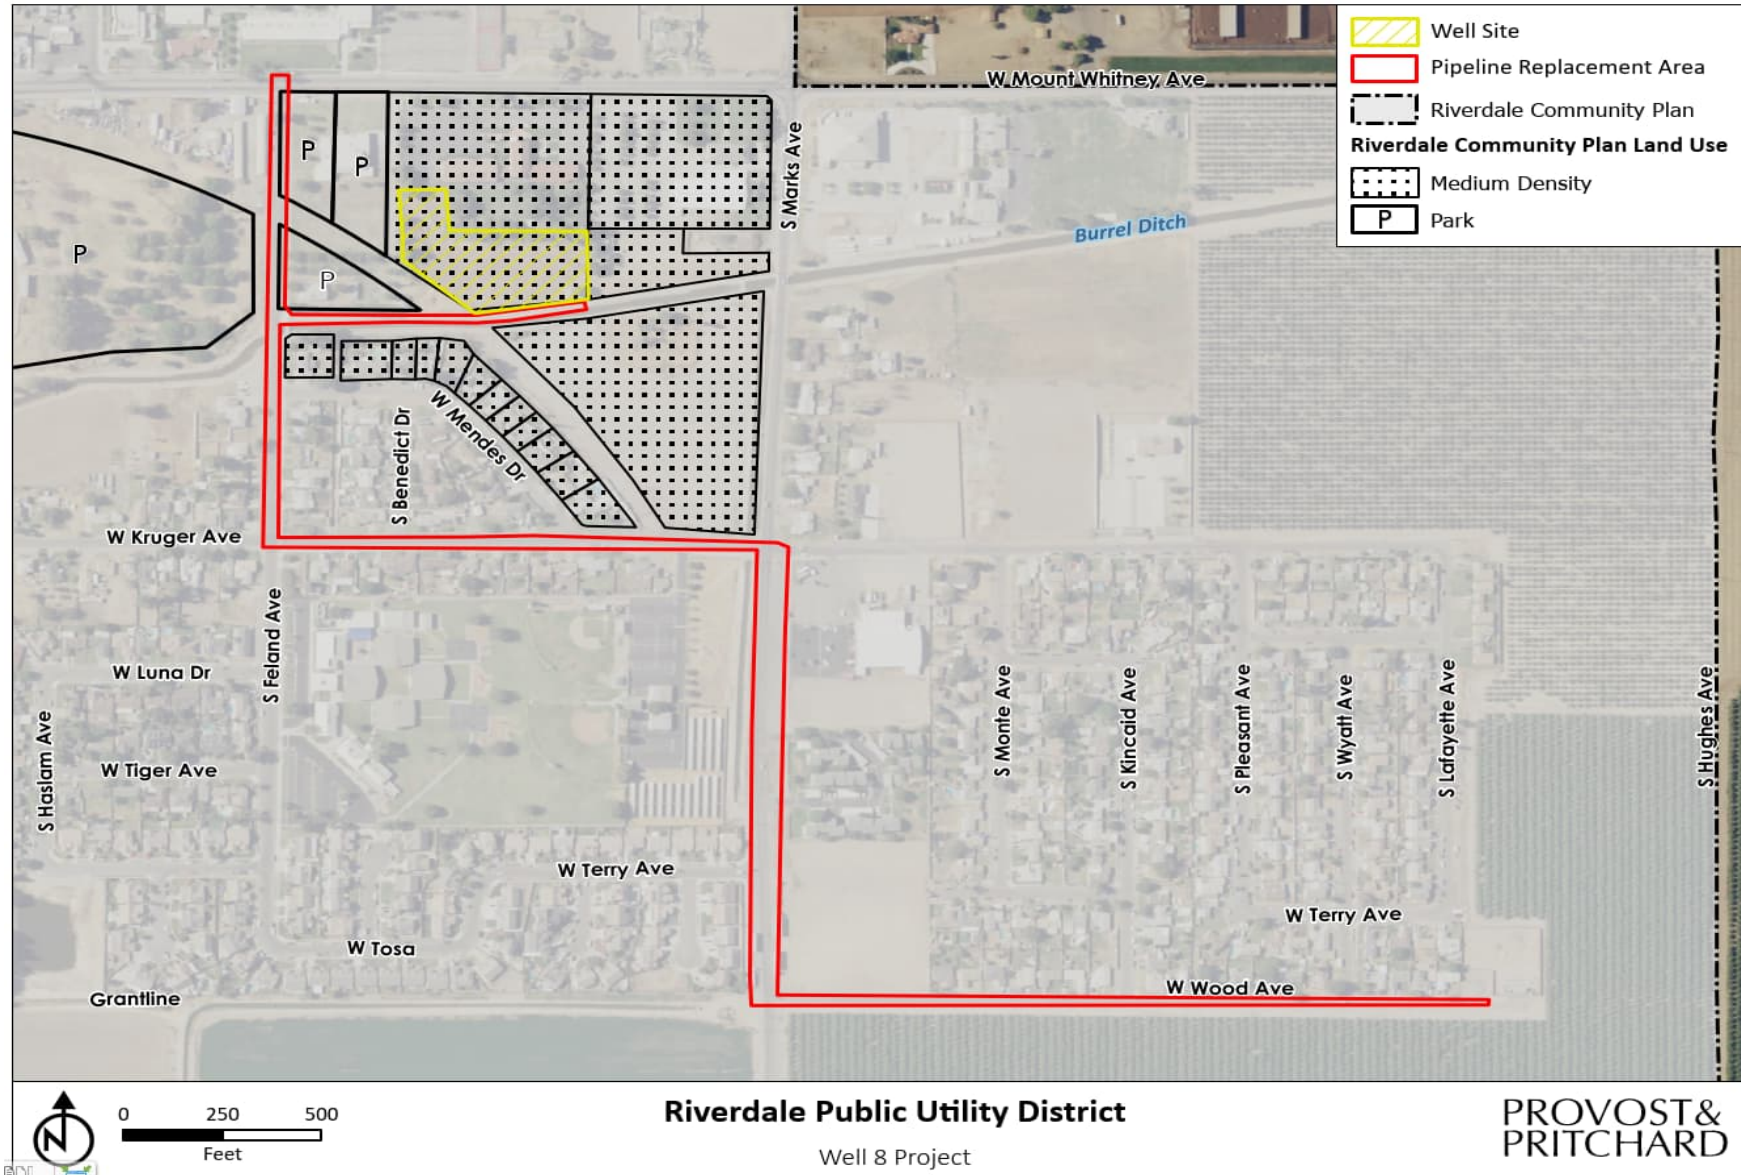 Well Site
Pipeline Replacement Area
Riverdale Community Plan
Riverdale Community Plan Land Use
Medium Density
P Park
W Mount Whitney Ave
S Marks Ave
Burrel Ditch
P
P
P
P
W Mendes Dr
S Benedict Dr
W Kruger Ave
S Feland Ave
W Luna Dr
S Haslam Ave
W Tiger Ave
S Monte Ave
S Kincaid Ave
S Pleasant Ave
S Wyatt Ave
S Lafayette Ave
S Hughes Ave
W Terry Ave
W Terry Ave
W Tosa
W Wood Ave
Grantline
N
0 250 500
Feet
Riverdale Public Utility District
Well 8 Project
PROVOST&
PRITCHARD